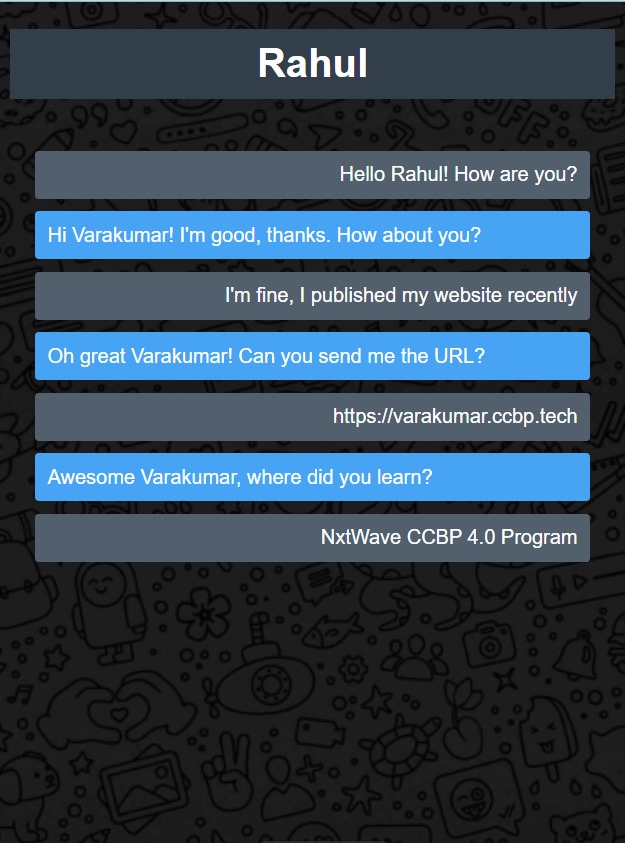 Rahul
Hello Rahul! How are you?
Hi Varakumar! I'm good, thanks. How about you?
I'm fine, I published my website recently
Oh great Varakumar! Can you send me the URL?
https://varakumar.ccbp.tech
Awesome Varakumar, where did you learn?
NxtWave CCBP 4.0 Program
OFF